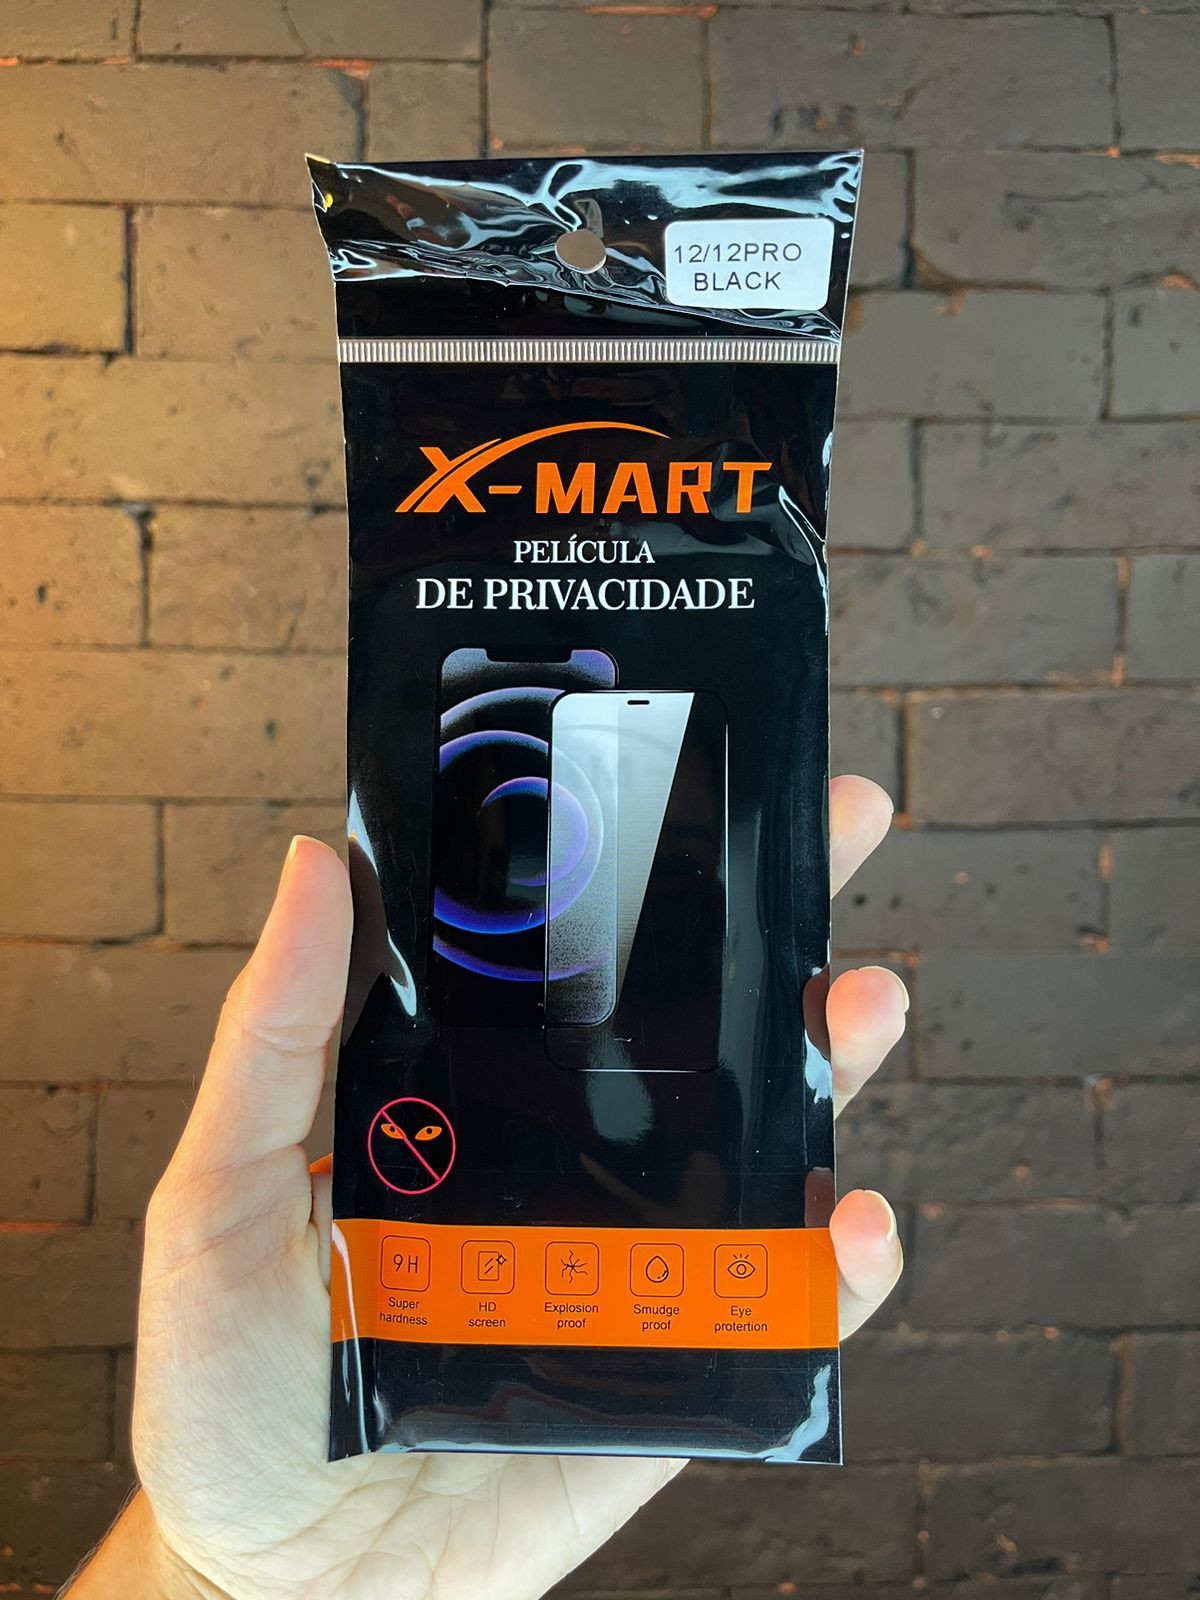 12/12PRO
BLACK
X-MART
PELÍCULA
DE PRIVACIDADE
9H
Super
hardness
HD
screen
Explosion
proof
Smudge
proof
Eye
protertion